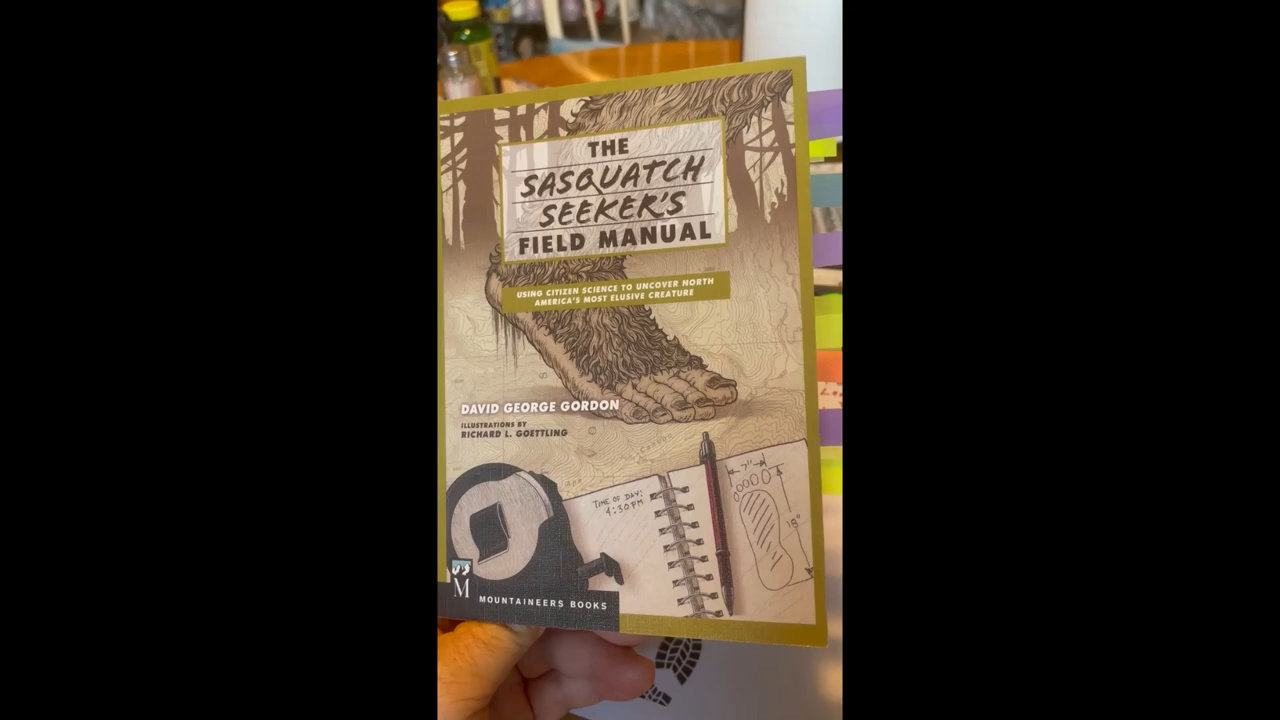 THE
SASQUATCH
SEEKER'S
FIELD MANUAL
USING CITIZEN SCIENCE TO UNCOVER NORTH
AMERICA'S MOST ELUSIVE CREATURE
DAVID GEORGE GORDON
ILLUSTRATIONS BY
RICHARD L. GOETTLING
TIME OF DAY:
4:30 PM
7"
18"
M
MOUNTAINEERS BOOKS